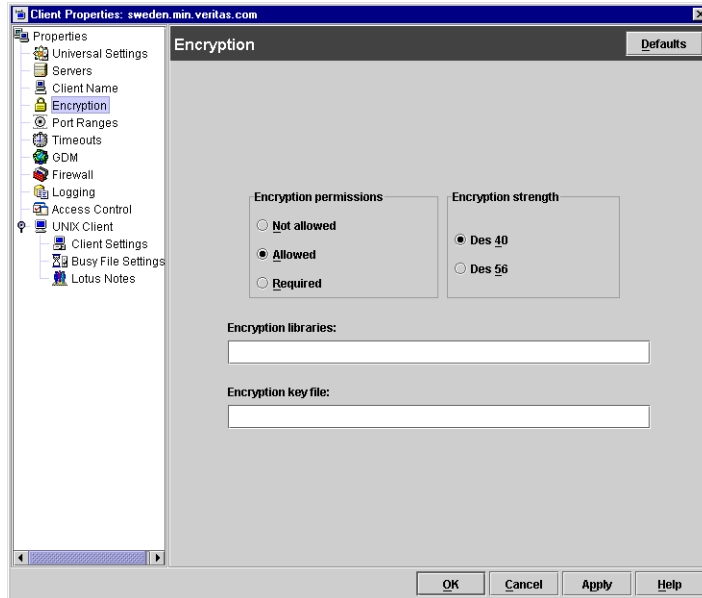 Client Properties: sweden.min.veritas.com
Properties
Universal Settings
Servers
Client Name
Encryption
Port Ranges
Timeouts
GDM
Firewall
Logging
Access Control
UNIX Client
Client Settings
Busy File Settings
Lotus Notes
Encryption
Defaults
Encryption permissions
Not allowed
Allowed
Required
Encryption strength
Des 40
Des 56
Encryption libraries:
Encryption key file:
OK
Cancel
Apply
Help